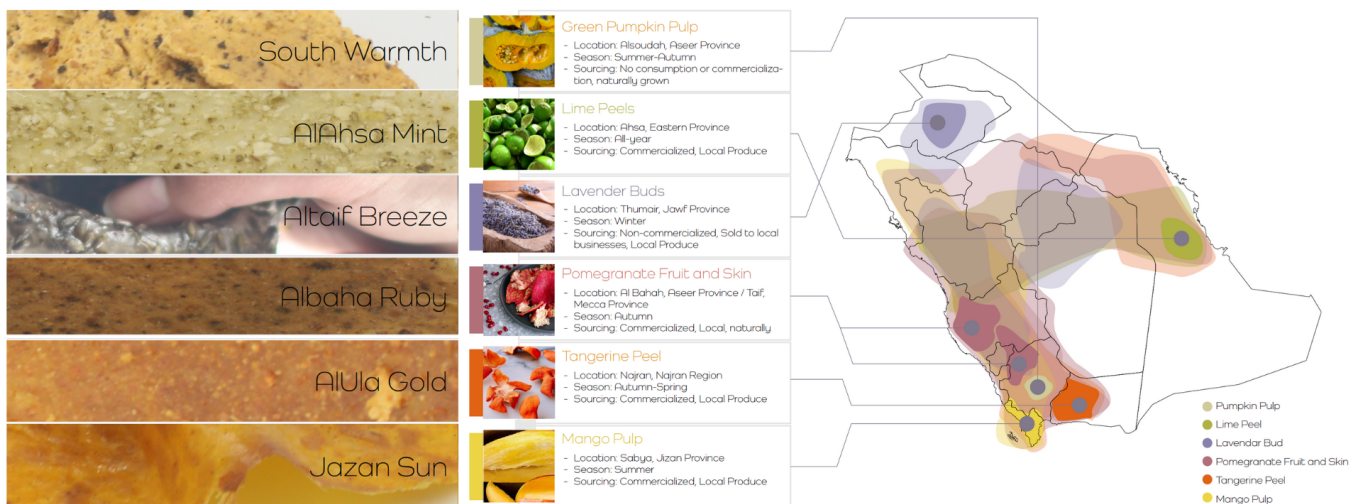 South Warmth
AlAhsa Mint
Altaif Breeze
Albaha Ruby
AlUla Gold
Jazan Sun
Green Pumpkin Pulp
- Location: Alsoudah, Aseer Province
- Season: Summer-Autumn
- Sourcing: No consumption or commercializa-
tion, naturally grown
Lime Peels
- Location: Ahsa, Eastern Province
- Season: All-year
- Sourcing: Commercialized, Local Produce
Lavender Buds
- Location: Thumair, Jawf Province
- Season: Winter
- Sourcing: Non-commercialized, Sold to local
businesses, Local Produce
Pomegranate Fruit and Skin
- Location: Al Bahah, Aseer Province / Taif,
Mecca Province
- Season: Autumn
- Sourcing: Commercialized, Local, naturally
Tangerine Peel
- Location: Najran, Najran Region
- Season: Autumn-Spring
- Sourcing: Commercialized, Local Produce
Mango Pulp
- Location: Sabya, Jizan Province
- Season: Summer
- Sourcing: Commercialized, Local Produce
Pumpkin Pulp
Lime Peel
Lavendar Bud
Pomegranate Fruit and Skin
Tangerine Peel
Mango Pulp